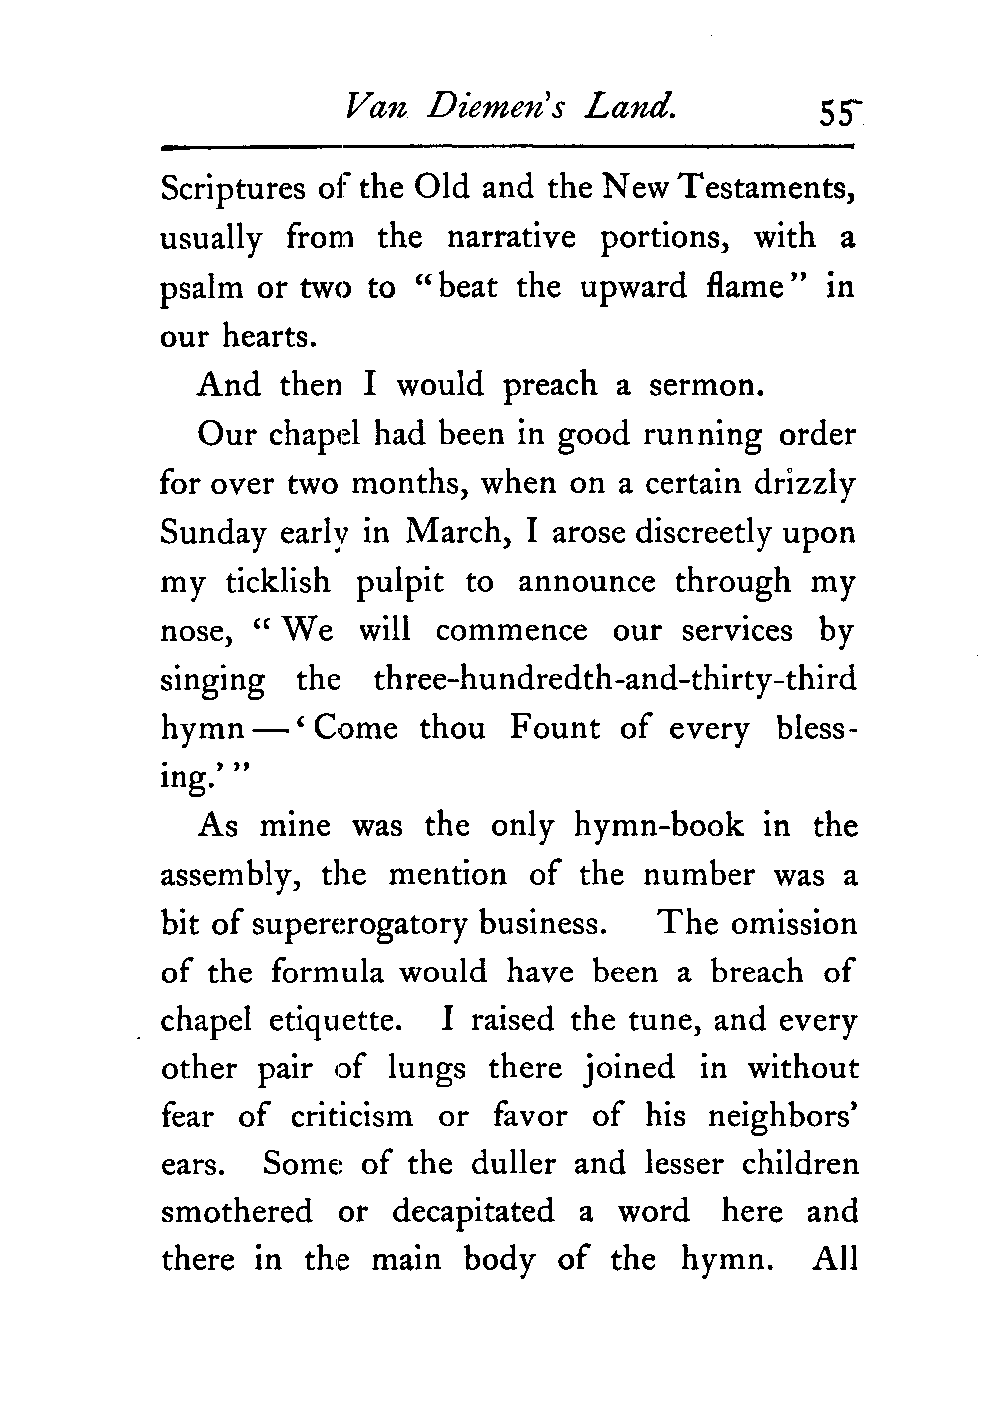 Van Diemen's Land. 55
Scriptures of the Old and the New Testaments,
usually from the narrative portions, with a
psalm or two to "beat the upward flame" in
our hearts.
And then I would preach a sermon.
Our chapel had been in good running order
for over two months, when on a certain drizzly
Sunday early in March, I arose discreetly upon
my ticklish pulpit to announce through my
nose, "We will commence our services by
singing the three-hundredth-and-thirty-third
hymn — 'Come thou Fount of every bless-
ing.'"
As mine was the only hymn-book in the
assembly, the mention of the number was a
bit of supererogatory business. The omission
of the formula would have been a breach of
chapel etiquette. I raised the tune, and every
other pair of lungs there joined in without
fear of criticism or favor of his neighbors'
ears. Some of the duller and lesser children
smothered or decapitated a word here and
there in the main body of the hymn. All